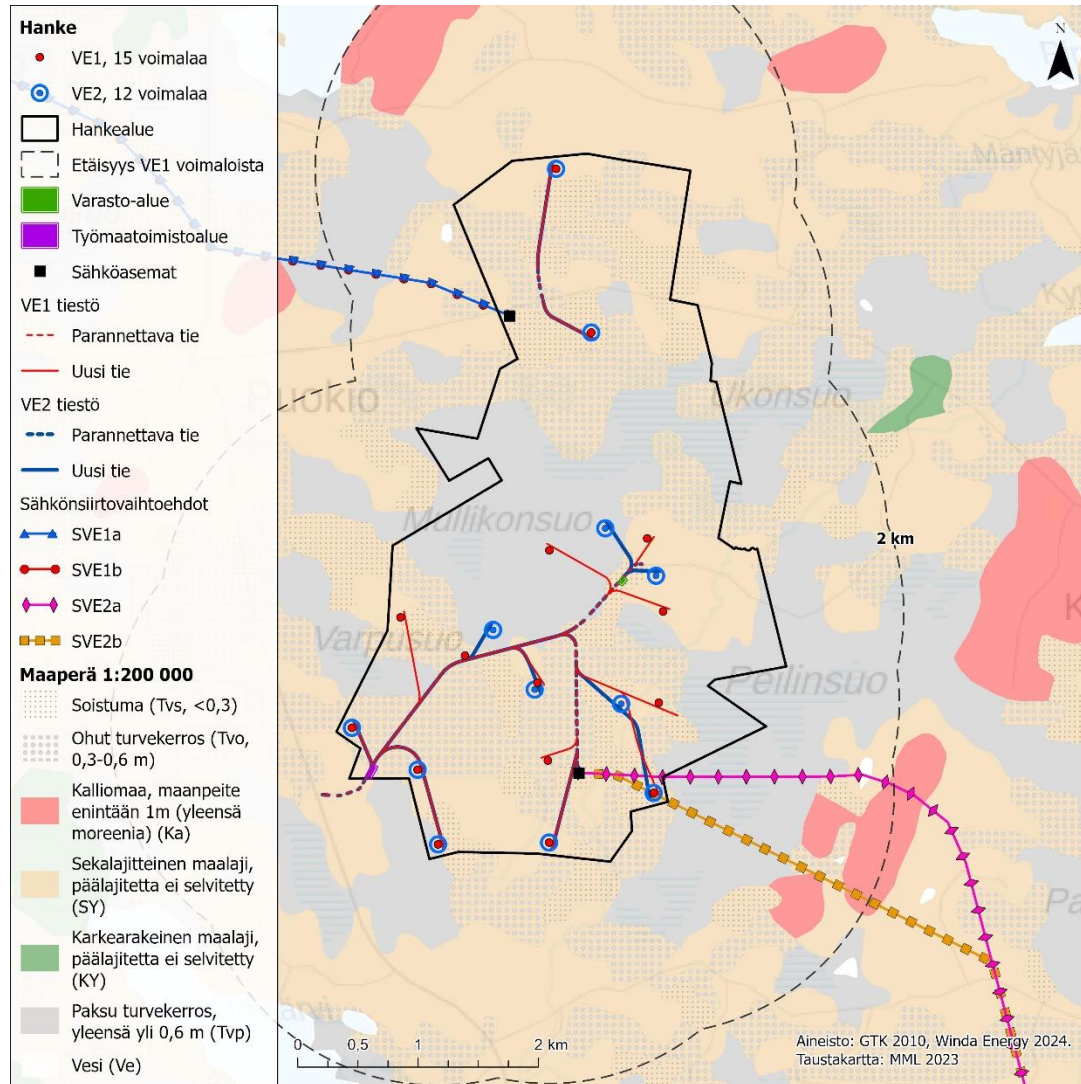 Hanke
VE1, 15 voimalaa
VE2, 12 voimalaa
Hankealue
Etäisyys VE1 voimaloista
Varasto-alue
Työmaatoimistoalue
Sähköasemat
VE1 tiestö
Parannettava tie
Uusi tie
VE2 tiestö
Parannettava tie
Uusi tie
Sähkönsiirtovaihtoehdot
SVE1a
SVE1b
SVE2a
SVE2b
Maaperä 1:200 000
Soistuma (Tvs, <0,3)
Ohut turvekerros (Tvo,
0,3-0,6 m)
Kalliomaa, maanpeite
enintään 1m (yleensä
moreenia) (Ka)
Sekalajitteinen maalaji,
päälajitetta ei selvitetty
(SY)
Karkearakeinen maalaji,
päälajitetta ei selvitetty
(KY)
Paksu turvekerros,
yleensä yli 0,6 m (Tvp)
Vesi (Ve)
N
Mäntyjä
Puokio
Ukonsuo
Mullikonsuo
2 km
Varpusuo
Peilinsuo
0 0,5 1 2 km
Aineisto: GTK 2010, Winda Energy 2024.
Taustakartta: MML 2023